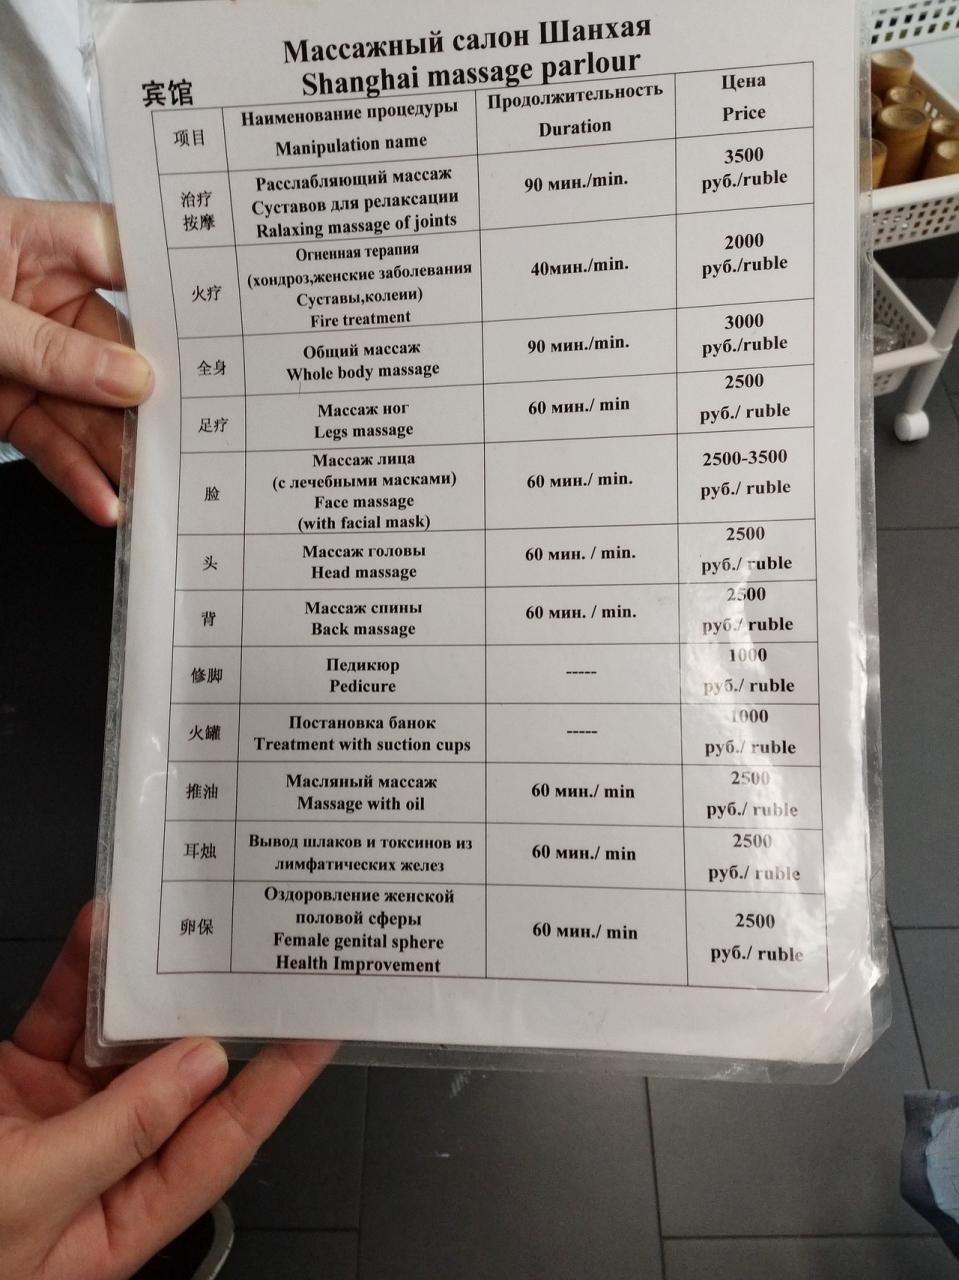 Массажный салон Шанхая
Shanghai massage parlour
宾馆
项目
Наименование процедуры
Manipulation name
Продолжительность
Duration
Цена
Price
治疗
按摩
Расслабляющий массаж
Суставов для релаксации
Ralaxing massage of joints
90 мин./min.
3500
руб./ruble
火疗
Огненная терапия
(хондроз,женские заболевания
Суставы,колеии)
Fire treatment
40мин./min.
2000
руб./ruble
全身
Общий массаж
Whole body massage
90 мин./min.
3000
руб./ruble
足疗
Массаж ног
Legs massage
60 мин./ min
2500
руб./ ruble
脸
Массаж лица
(с лечебными масками)
Face massage
(with facial mask)
60 мин./ min.
2500-3500
руб./ ruble
头
Массаж головы
Head massage
60 мин. / min.
2500
руб./ ruble
背
Массаж спины
Back massage
60 мин. / min.
2500
руб./ ruble
修脚
Педикюр
Pedicure
-----
1000
руб./ ruble
火罐
Постановка банок
Treatment with suction cups
-----
1000
руб./ ruble
推油
Масляный массаж
Massage with oil
60 мин./ min
2500
руб./ ruble
耳烛
Вывод шлаков и токсинов из
лимфатических желез
60 мин./ min
2500
руб./ ruble
卵保
Оздоровление женской
половой сферы
Female genital sphere
Health Improvement
60 мин./ min
2500
руб./ ruble